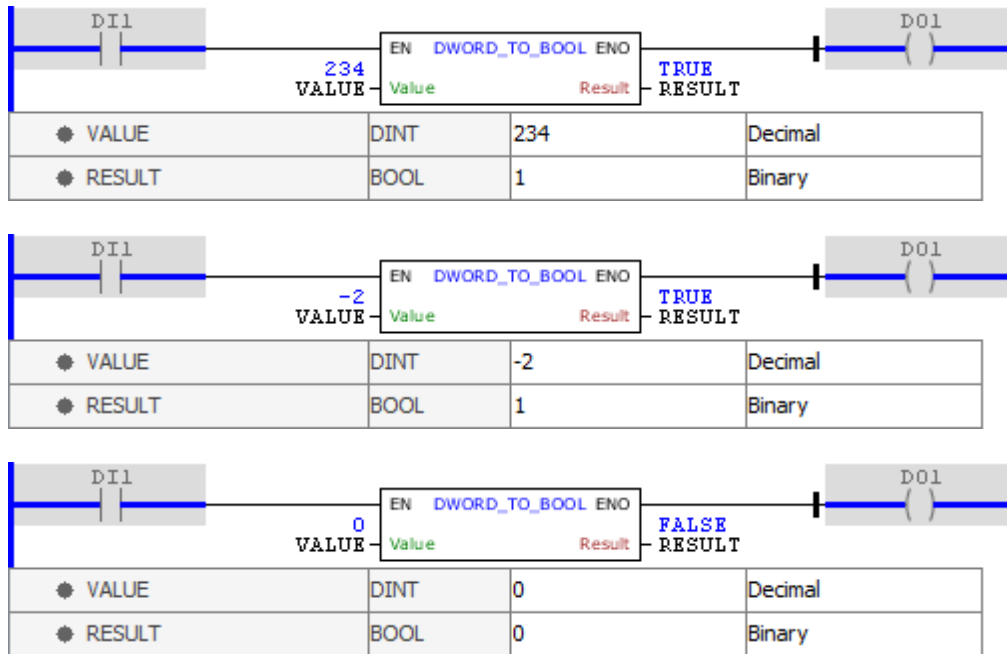 DI1 DO1
EN DWORD_TO_BOOL ENO
234 TRUE
VALUE Value Result RESULT
VALUE DINT 234 Decimal
RESULT BOOL 1 Binary
DI1 DO1
EN DWORD_TO_BOOL ENO
-2 TRUE
VALUE Value Result RESULT
VALUE DINT -2 Decimal
RESULT BOOL 1 Binary
DI1 DO1
EN DWORD_TO_BOOL ENO
0 FALSE
VALUE Value Result RESULT
VALUE DINT 0 Decimal
RESULT BOOL 0 Binary